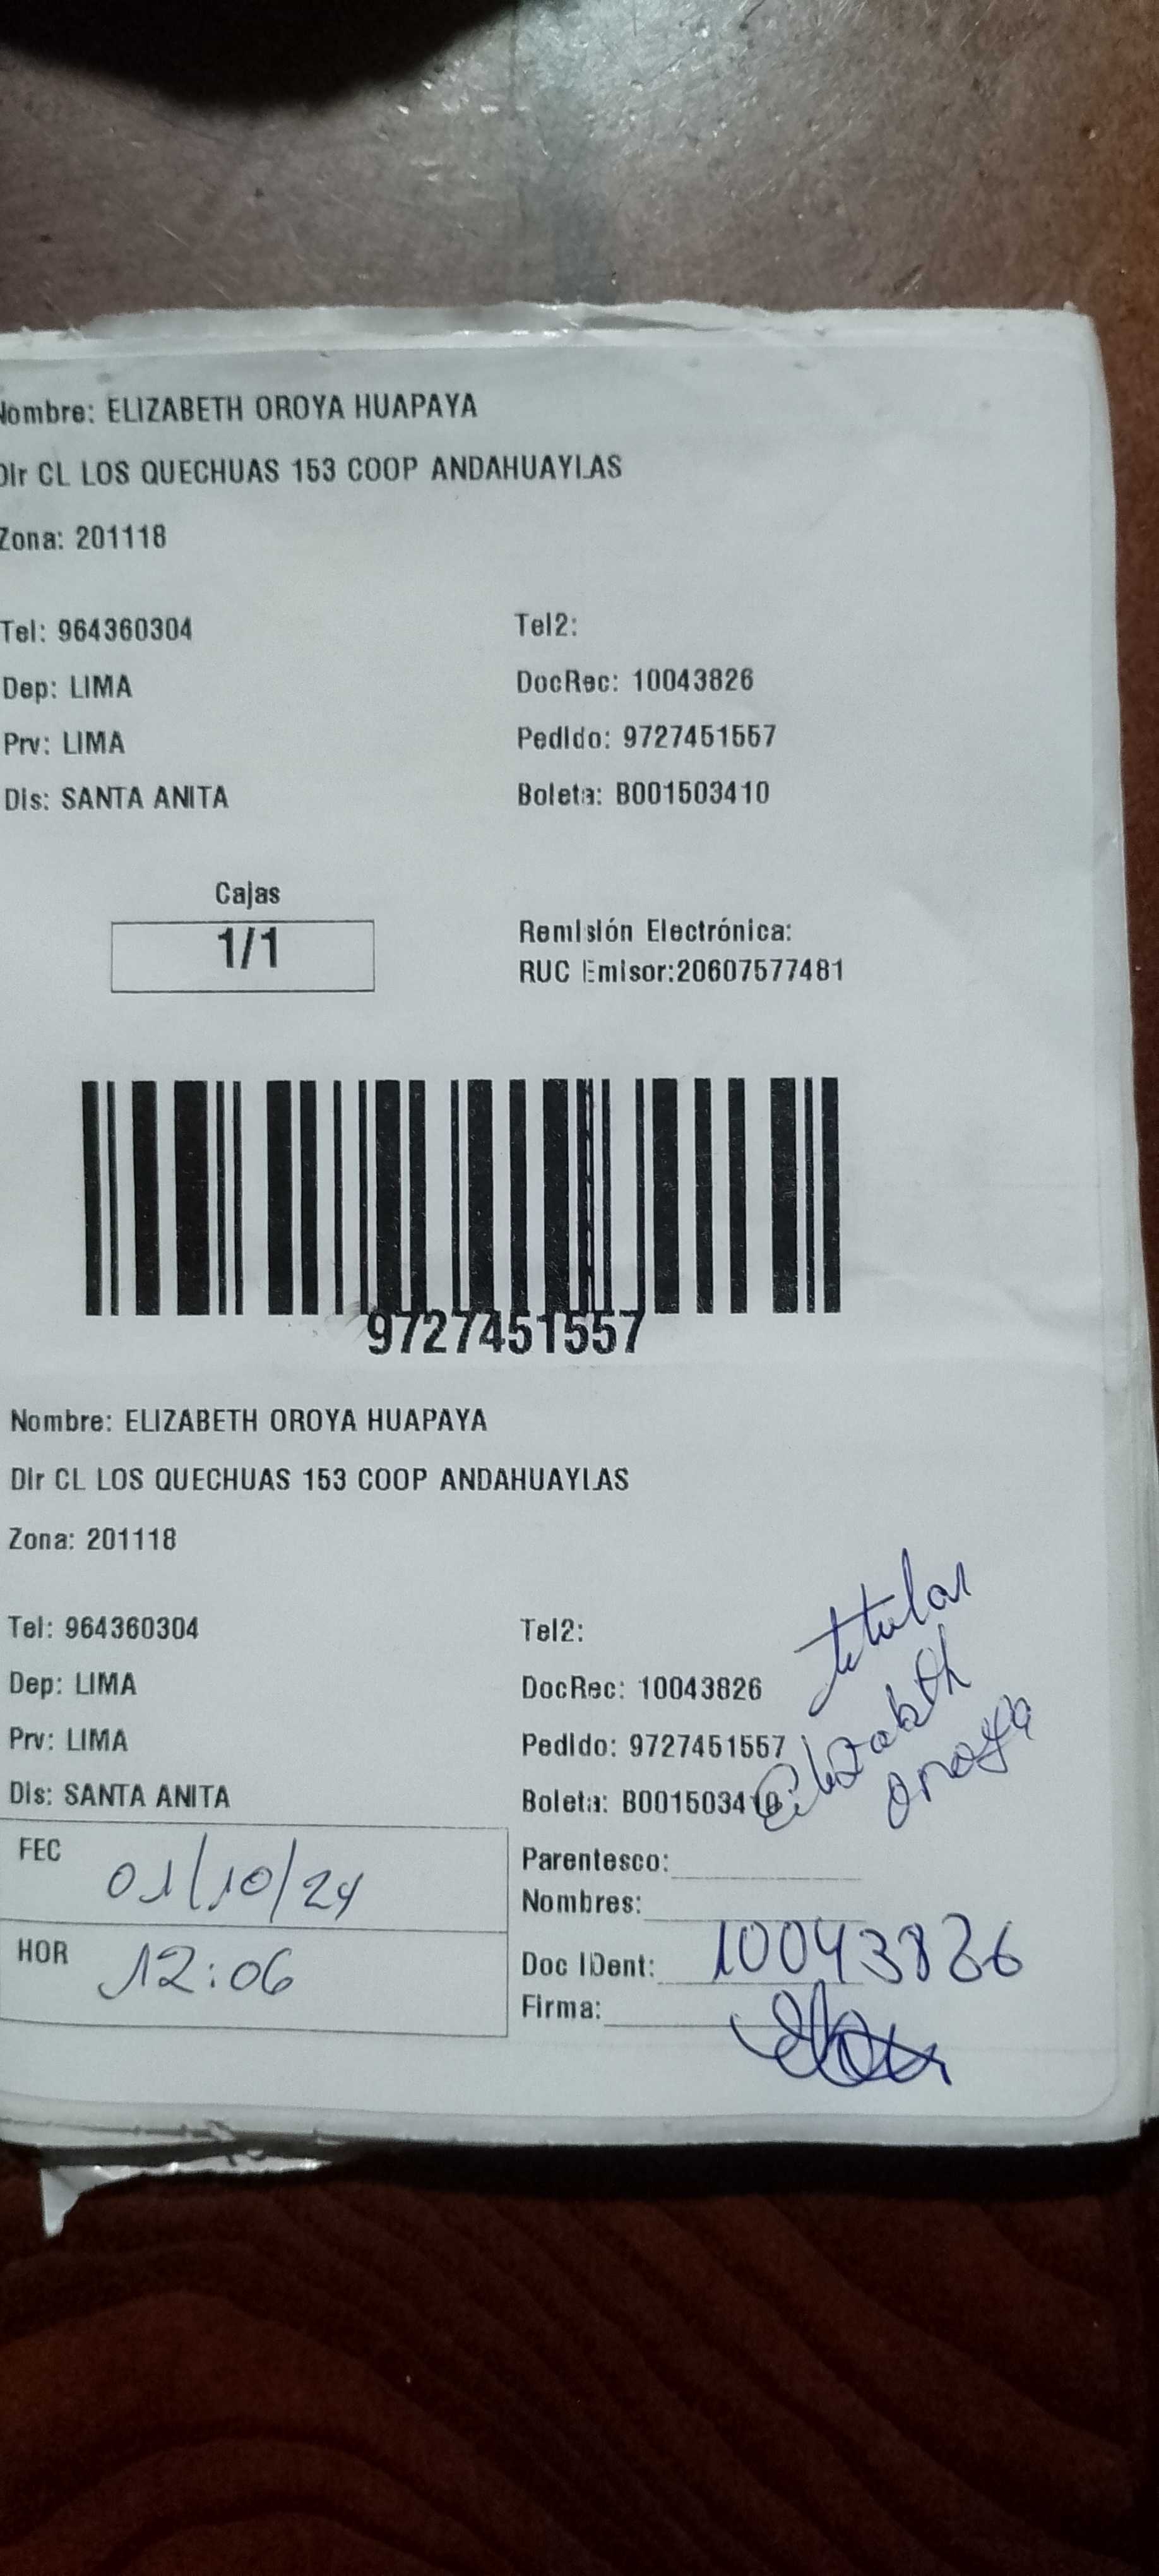 Nombre: ELIZABETH OROYA HUAPAYA
Dir CL LOS QUECHUAS 153 COOP ANDAHUAYLAS
Zona: 201118
Tel: 964360304 Tel2:
Dep: LIMA DocRec: 10043826
Prv: LIMA Pedido: 9727451557
Dis: SANTA ANITA Boleta: B001503410
Cajas
1/1
Remisión Electrónica:
RUC Emisor:20607577481
9727451557
Nombre: ELIZABETH OROYA HUAPAYA
Dir CL LOS QUECHUAS 153 COOP ANDAHUAYLAS
Zona: 201118
Tel: 964360304 Tel2:
Dep: LIMA DocRec: 10043826
Prv: LIMA Pedido: 9727451557
Dis: SANTA ANITA Boleta: B001503410
titular
Elizabeth
oroya
FEC 01/10/24
HOR 12:06
Parentesco:
Nombres:
Doc IDent: 10043826
Firma: